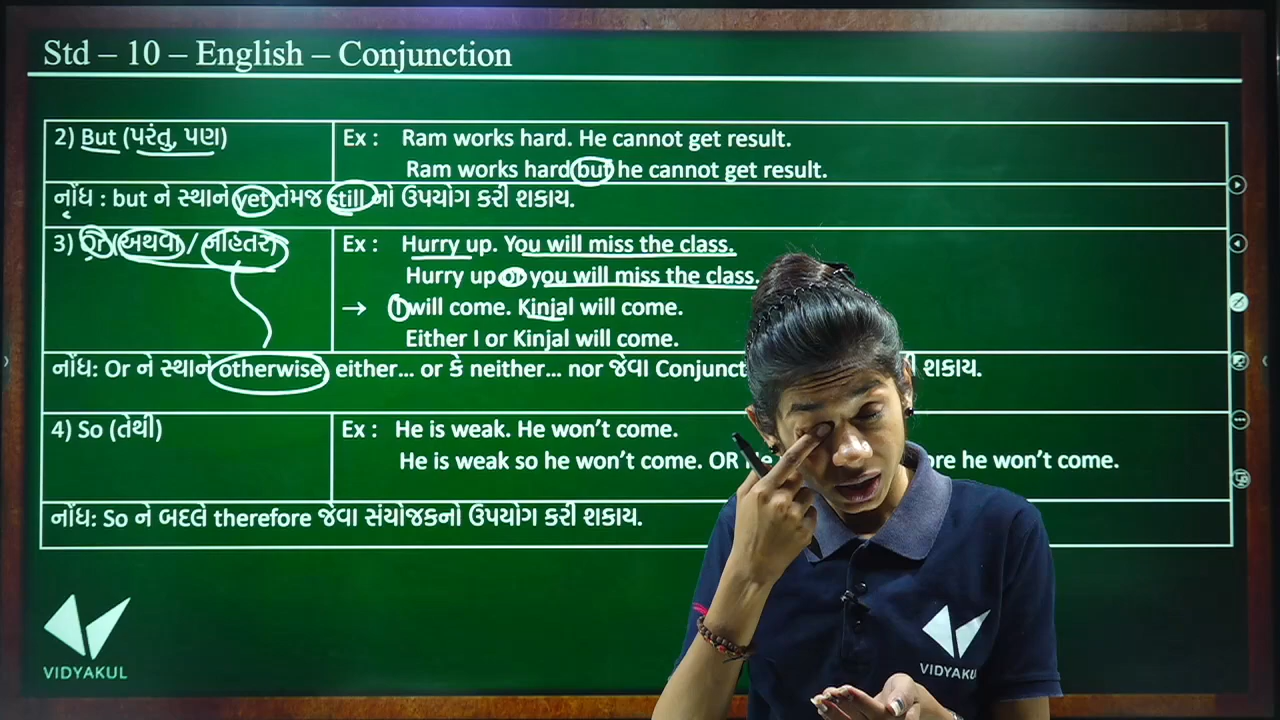 Std – 10 – English – Conjunction
2) But (પરંતુ, પણ)
Ex : Ram works hard. He cannot get result.
Ram works hard but he cannot get result.
નોંધ : but ને સ્થાને yet તેમજ still નો ઉપયોગ કરી શકાય.
3) Or (અથવા / નહિતર)
Ex : Hurry up. You will miss the class.
Hurry up or you will miss the class.
→ I will come. Kinjal will come.
Either I or Kinjal will come.
નોંધ: Or ને સ્થાને otherwise, either... or કે neither... nor જેવા Conjunct શકાય.
4) So (તેથી)
Ex : He is weak. He won't come.
He is weak so he won't come. OR He ore he won't come.
નોંધ: So ને બદલે therefore જેવા સંયોજકનો ઉપયોગ કરી શકાય.
VIDYAKUL
VIDYAKUL